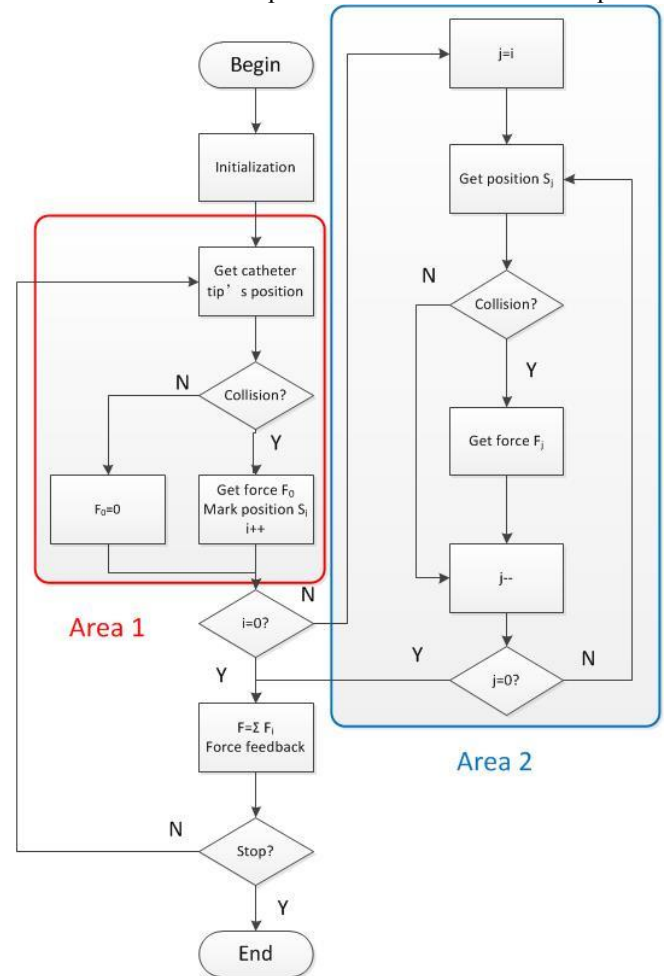 Begin
Initialization
Get catheter
tip’ s position
N
Collision?
Y
F₀=0
Get force F₀
Mark position Sᵢ
i++
Area 1
i=0?
N
Y
F=Σ Fᵢ
Force feedback
N
Stop?
Y
End
j=i
Get position Sⱼ
N
Collision?
Y
Get force Fⱼ
j--
Y
j=0?
N
Area 2